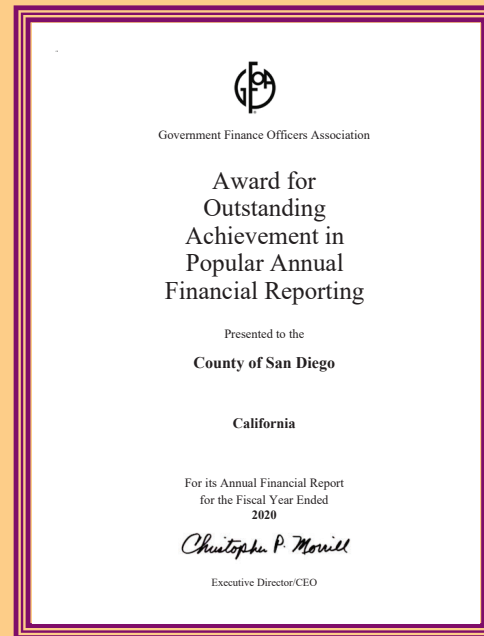 GFOA
Government Finance Officers Association
Award for
Outstanding
Achievement in
Popular Annual
Financial Reporting
Presented to the
County of San Diego
California
For its Annual Financial Report
for the Fiscal Year Ended
2020
Christopher P. Morrill
Executive Director/CEO